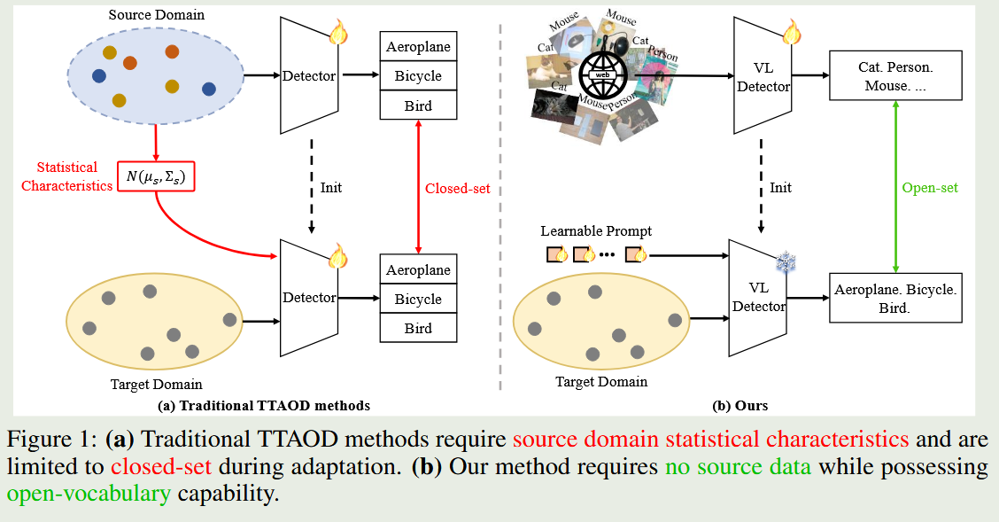 Source Domain
Detector
Aeroplane
Bicycle
Bird
Statistical
Characteristics
N(μₛ, Σₛ)
Init
Closed-set
Detector
Aeroplane
Bicycle
Bird
Target Domain
(a) Traditional TTAOD methods
Mouse
Mouse
Cat
Cat
Person
web
Cat
Mouse
Person
VL
Detector
Cat. Person.
Mouse. ...
Init
Open-set
Learnable Prompt
VL
Detector
Aeroplane. Bicycle.
Bird.
Target Domain
(b) Ours
Figure 1: (a) Traditional TTAOD methods require source domain statistical characteristics and are
limited to closed-set during adaptation. (b) Our method requires no source data while possessing
open-vocabulary capability.